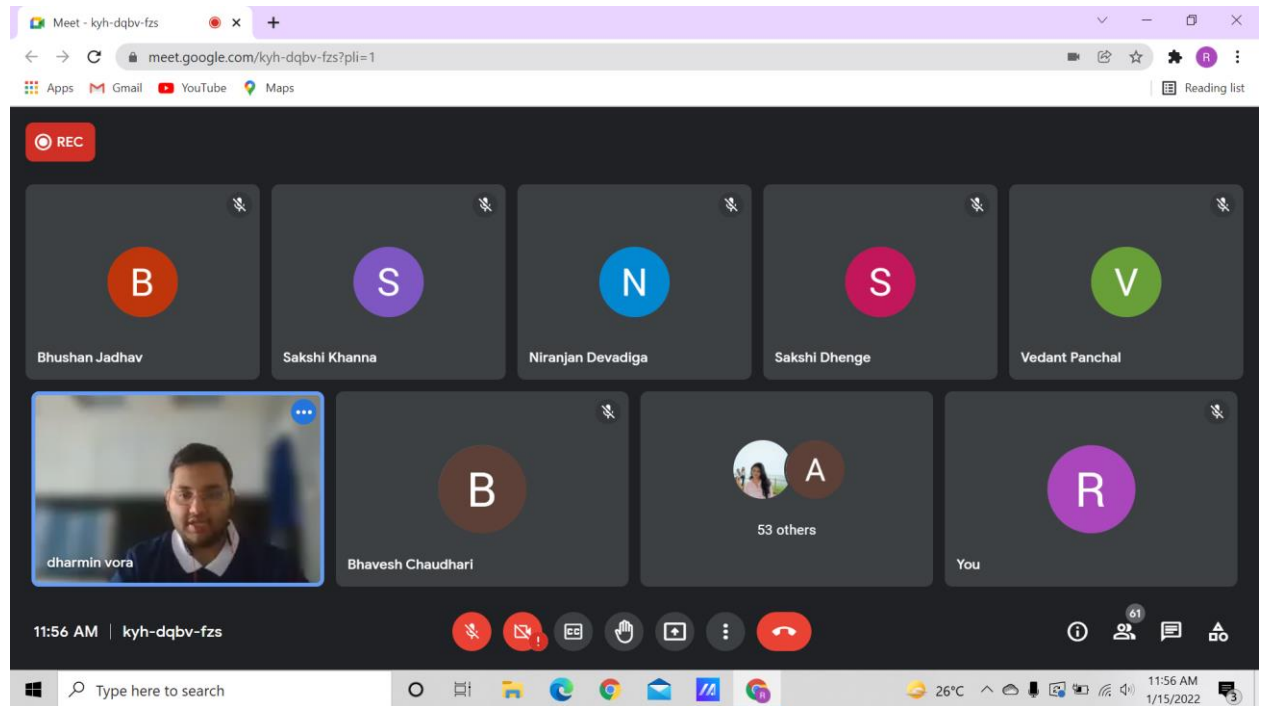 Meet - kyh-dqbv-fzs
meet.google.com/kyh-dqbv-fzs?pli=1
R
Apps Gmail YouTube Maps Reading list
REC
B S N S V
Bhushan Jadhav Sakshi Khanna Niranjan Devadiga Sakshi Dhenge Vedant Panchal
B A R
53 others
dharmin vora Bhavesh Chaudhari You
61
11:56 AM | kyh-dqbv-fzs CC
Type here to search 26°C 11:56 AM
1/15/2022 3